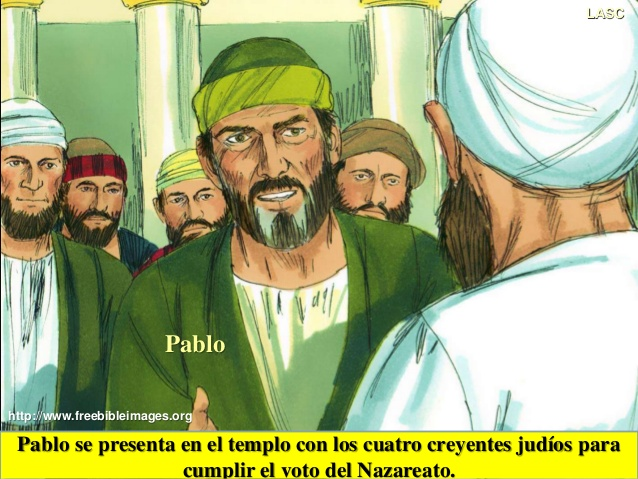 LASC
Pablo
http://www.freebibleimages.org
Pablo se presenta en el templo con los cuatro creyentes judíos para
cumplir el voto del Nazareato.